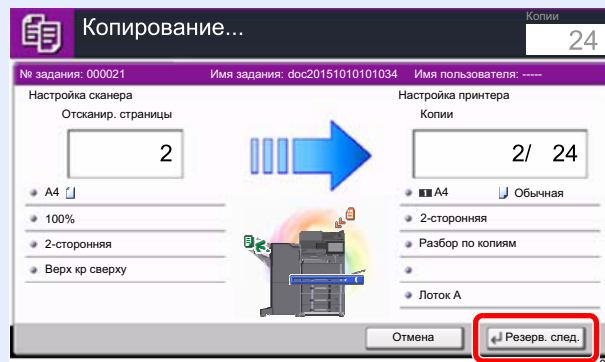 Копирование...
Копии
24
№ задания: 000021 Имя задания: doc20151010101034 Имя пользователя: -----
Настройка сканера Настройка принтера
Отсканир. страницы Копии
2 2/ 24
A4 1 A4 Обычная
100% 2-сторонняя
2-сторонняя Разбор по копиям
Верх кр сверху
Лоток A
Отмена Резерв. след.